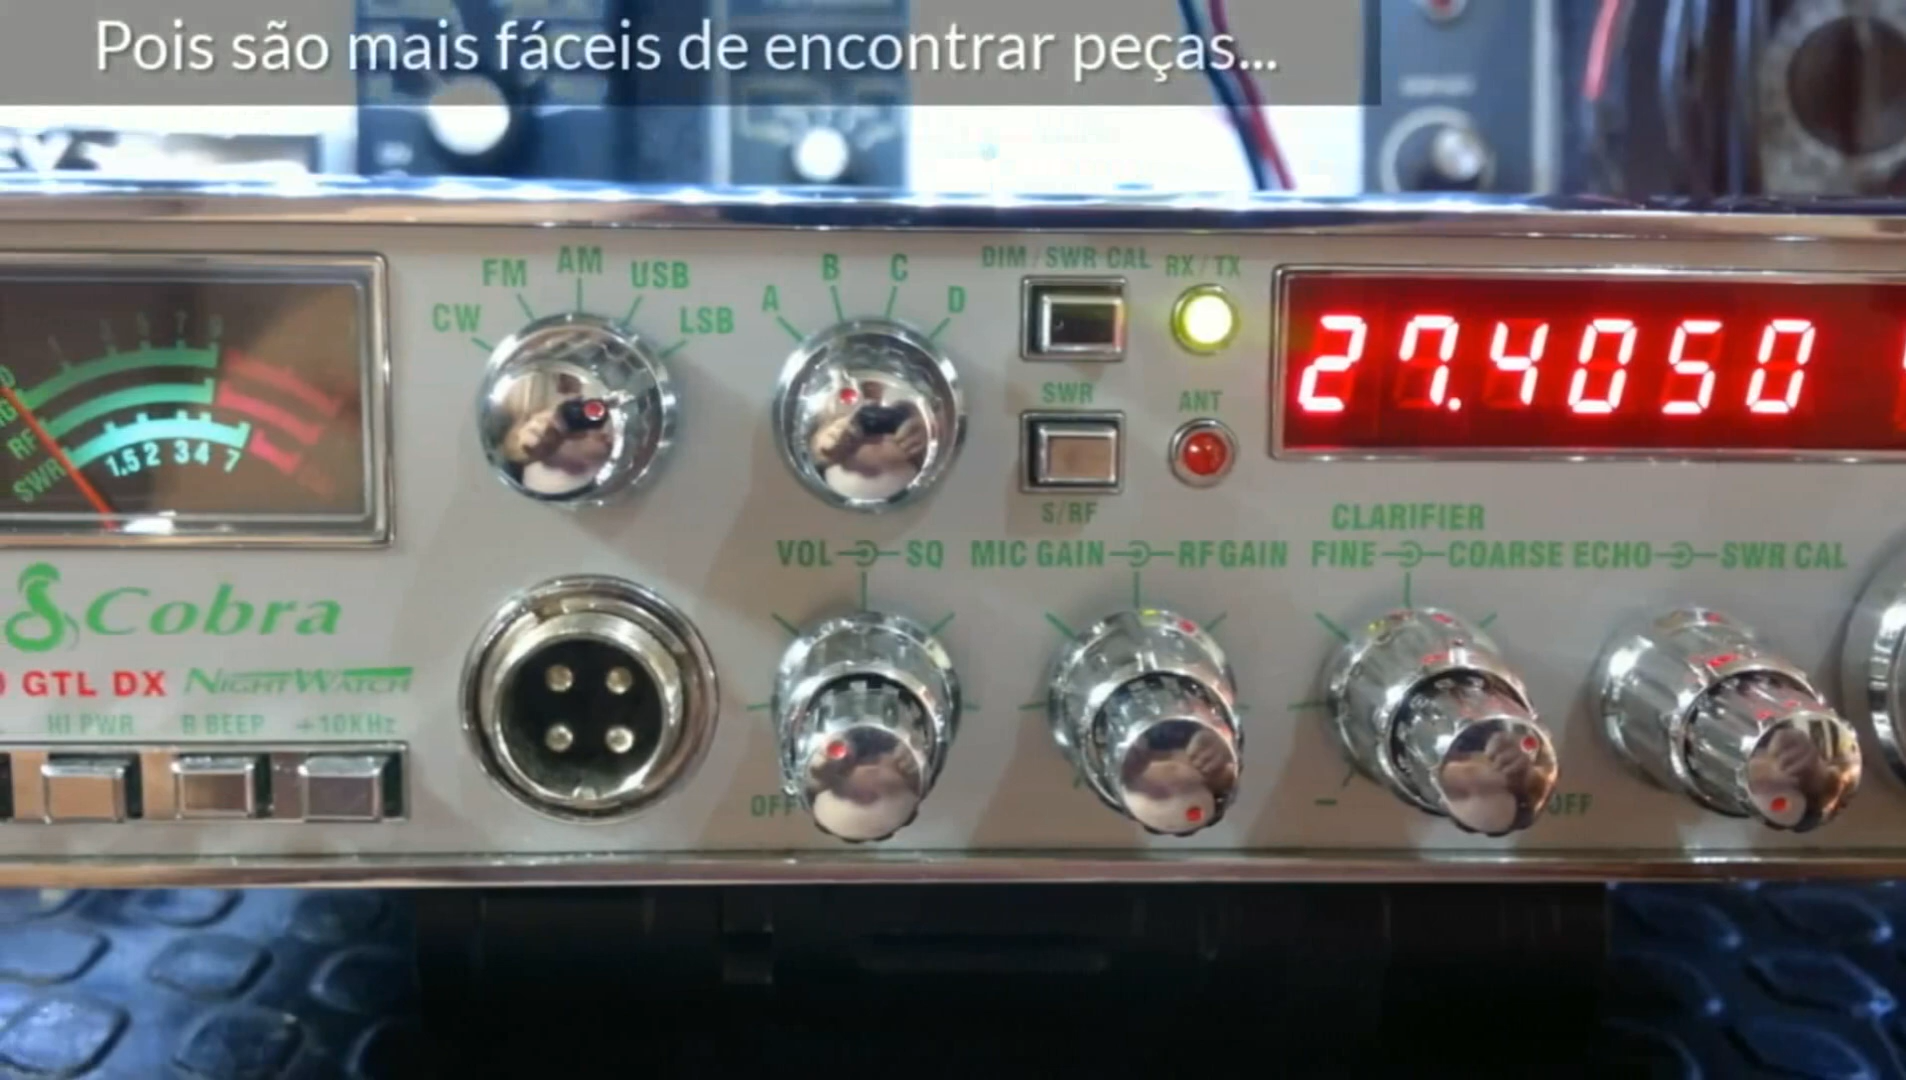 Pois são mais fáceis de encontrar peças...
CW FM AM USB LSB
A B C D
DIM / SWR CAL RX / TX
27.4050
SWR ANT
S/RF
RF
SWR
1.5 2 3 4 7
CLARIFIER
VOL SQ MIC GAIN RF GAIN FINE COARSE ECHO SWR CAL
Cobra
GTL DX NIGHTWATCH
HI PWR R BEEP +10KHz
OFF - OFF